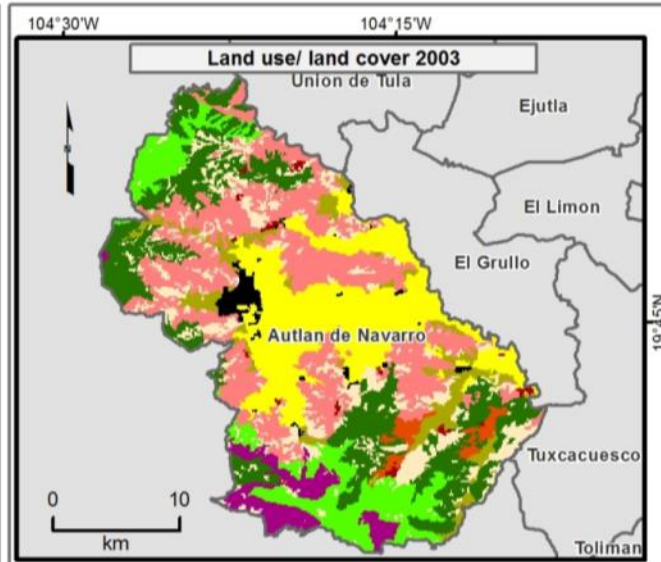 104°30'W
104°15'W
Land use/ land cover 2003
Union de Tula
Ejutla
El Limon
El Grullo
19°45'N
Autlan de Navarro
Tuxcacuesco
0 10
km
Toliman